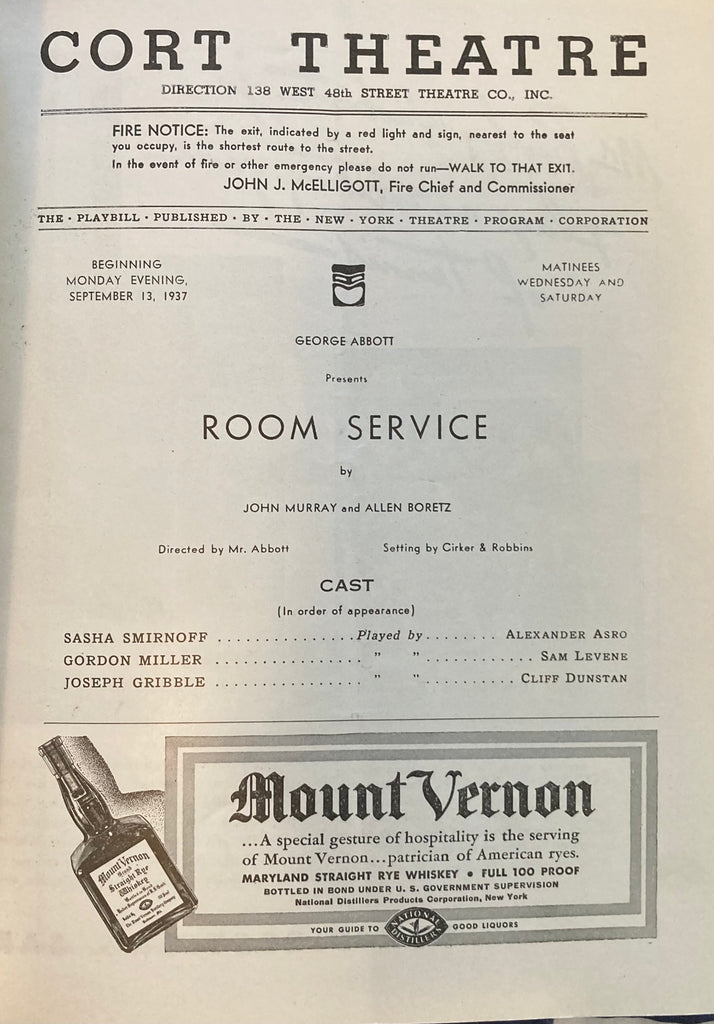 CORT THEATRE
DIRECTION 138 WEST 48th STREET THEATRE CO., INC.
FIRE NOTICE: The exit, indicated by a red light and sign, nearest to the seat
you occupy, is the shortest route to the street.
In the event of fire or other emergency please do not run—WALK TO THAT EXIT.
JOHN J. McELLIGOTT, Fire Chief and Commissioner
THE · PLAYBILL · PUBLISHED · BY · THE · NEW · YORK · THEATRE · PROGRAM · CORPORATION
BEGINNING
MONDAY EVENING,
SEPTEMBER 13, 1937
MATINEES
WEDNESDAY AND
SATURDAY
GEORGE ABBOTT
Presents
ROOM SERVICE
by
JOHN MURRAY and ALLEN BORETZ
Directed by Mr. Abbott Setting by Cirker & Robbins
CAST
(In order of appearance)
SASHA SMIRNOFF ............... Played by ........ ALEXANDER ASRO
GORDON MILLER ................ " " ............ SAM LEVENE
JOSEPH GRIBBLE ................ " " .......... CLIFF DUNSTAN
Mount Vernon
...A special gesture of hospitality is the serving
of Mount Vernon...patrician of American ryes.
MARYLAND STRAIGHT RYE WHISKEY • FULL 100 PROOF
BOTTLED IN BOND UNDER U. S. GOVERNMENT SUPERVISION
National Distillers Products Corporation, New York
YOUR GUIDE TO NATIONAL DISTILLERS GOOD LIQUORS
Mount Vernon
Brand
Straight Rye
Whiskey